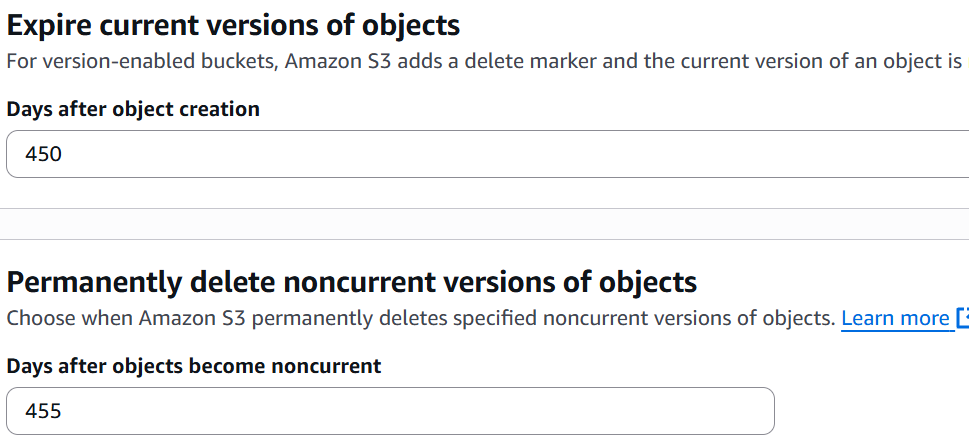 Expire current versions of objects
For version-enabled buckets, Amazon S3 adds a delete marker and the current version of an object is
Days after object creation
450
Permanently delete noncurrent versions of objects
Choose when Amazon S3 permanently deletes specified noncurrent versions of objects. Learn more
Days after objects become noncurrent
455